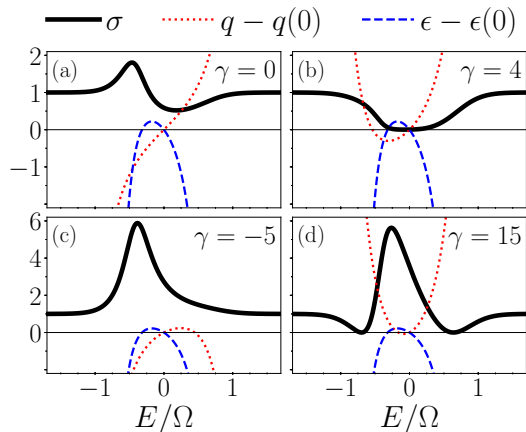 σ q − q(0) ϵ − ϵ(0)
2
1
0
−1
(a) γ = 0
(b) γ = 4
6
4
2
0
(c) γ = −5
(d) γ = 15
−1 0 1
−1 0 1
E/Ω E/Ω